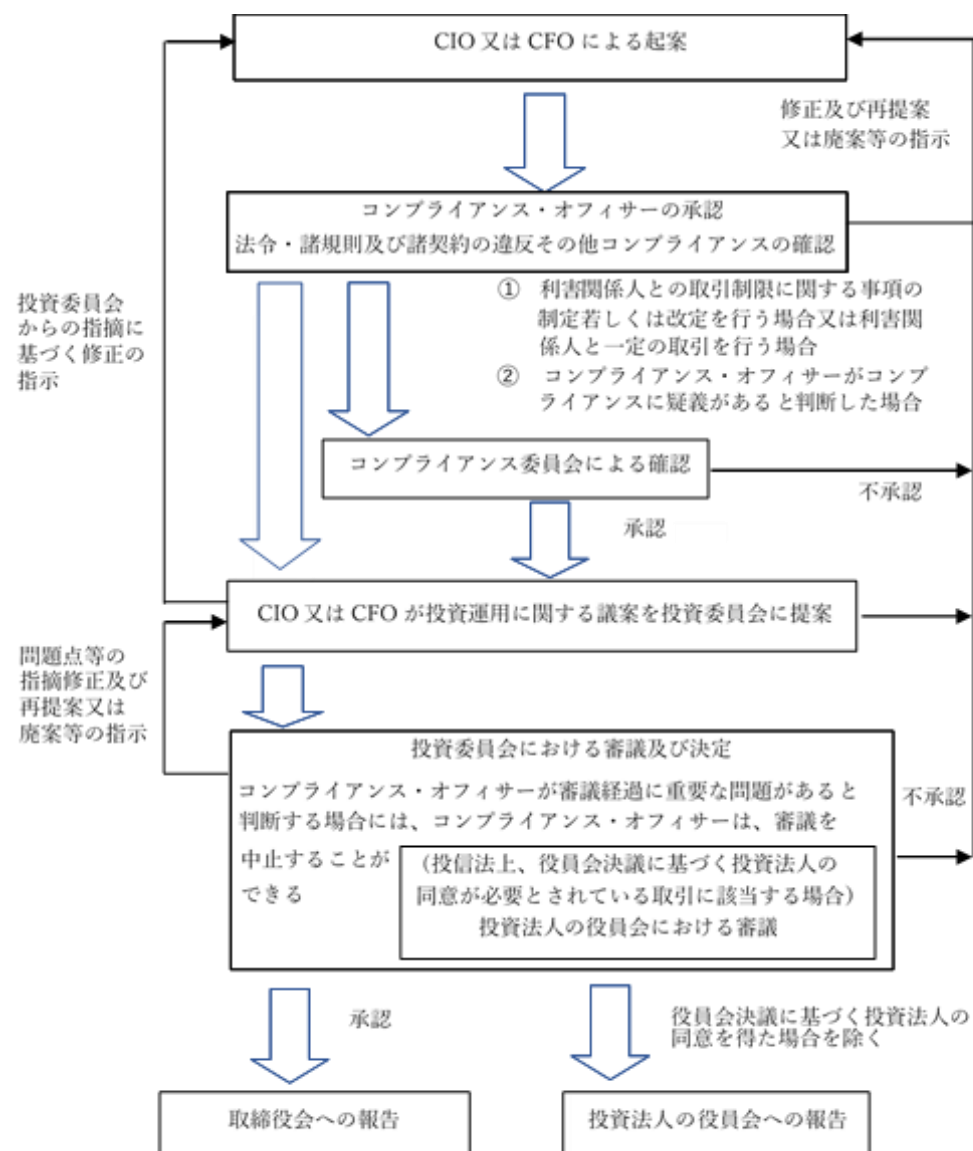 CIO 又は CFO による起案
修正及び再提案
又は廃案等の指示
コンプライアンス・オフィサーの承認
法令・諸規則及び諸契約の違反その他コンプライアンスの確認
投資委員会
からの指摘に
基づく修正の
指示
① 利害関係人との取引制限に関する事項の
制定若しくは改定を行う場合又は利害関
係人と一定の取引を行う場合
② コンプライアンス・オフィサーがコンプ
ライアンスに疑義があると判断した場合
コンプライアンス委員会による確認
不承認
承認
CIO 又は CFO が投資運用に関する議案を投資委員会に提案
問題点等の
指摘修正及び
再提案又は
廃案等の指示
投資委員会における審議及び決定
コンプライアンス・オフィサーが審議経過に重要な問題があると
判断する場合には、コンプライアンス・オフィサーは、審議を
中止することが
できる
(投信法上、役員会決議に基づく投資法人の
同意が必要とされている取引に該当する場合)
投資法人の役員会における審議
不承認
承認
役員会決議に基づく投資法人の
同意を得た場合を除く
取締役会への報告
投資法人の役員会への報告